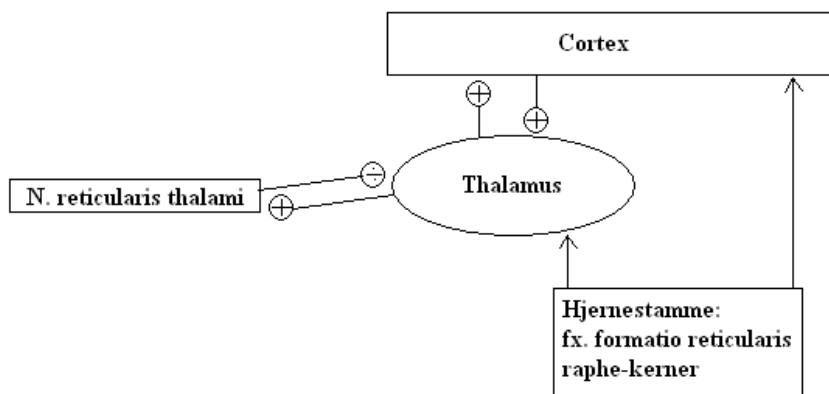 Cortex
+
+
Thalamus
÷
N. reticularis thalami
+
Hjernestamme:
fx. formatio reticularis
raphe-kerner